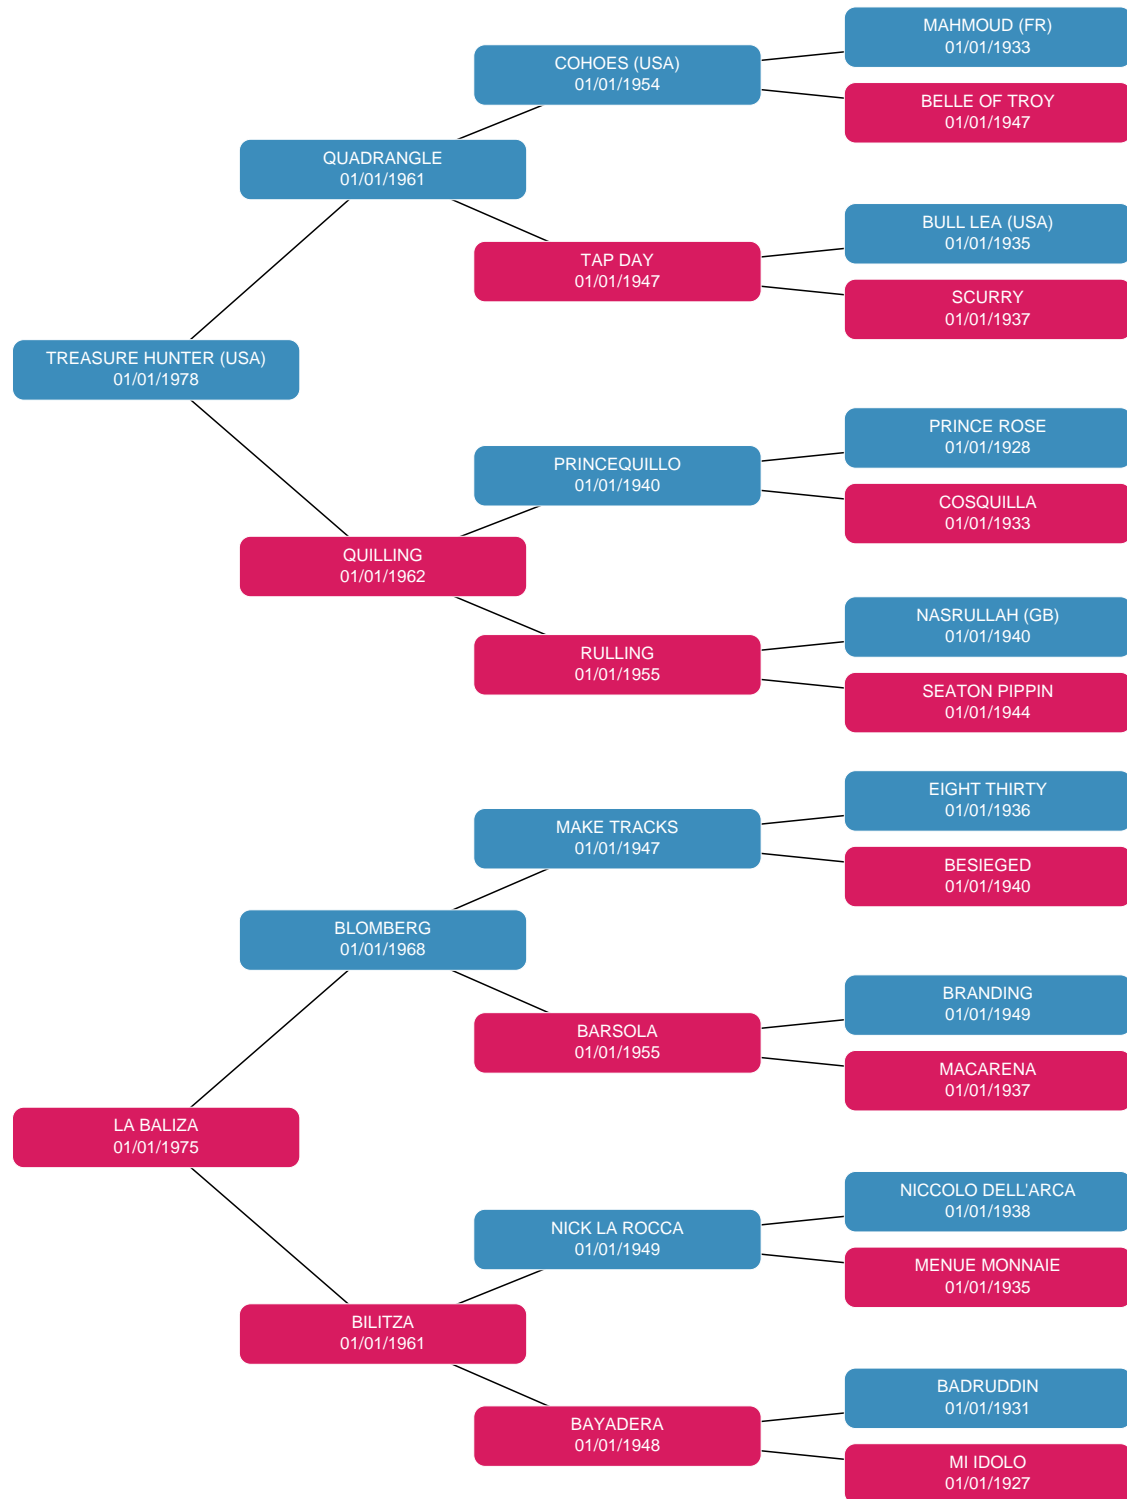 MAHMOUD (FR)
01/01/1933
COHOES (USA)
01/01/1954
BELLE OF TROY
01/01/1947
QUADRANGLE
01/01/1961
BULL LEA (USA)
01/01/1935
TAP DAY
01/01/1947
SCURRY
01/01/1937
TREASURE HUNTER (USA)
01/01/1978
PRINCE ROSE
01/01/1928
PRINCEQUILLO
01/01/1940
COSQUILLA
01/01/1933
QUILLING
01/01/1962
NASRULLAH (GB)
01/01/1940
RULLING
01/01/1955
SEATON PIPPIN
01/01/1944
EIGHT THIRTY
01/01/1936
MAKE TRACKS
01/01/1947
BESIEGED
01/01/1940
BLOMBERG
01/01/1968
BRANDING
01/01/1949
BARSOLA
01/01/1955
MACARENA
01/01/1937
LA BALIZA
01/01/1975
NICCOLO DELL'ARCA
01/01/1938
NICK LA ROCCA
01/01/1949
MENUE MONNAIE
01/01/1935
BILITZA
01/01/1961
BADRUDDIN
01/01/1931
BAYADERA
01/01/1948
MI IDOLO
01/01/1927